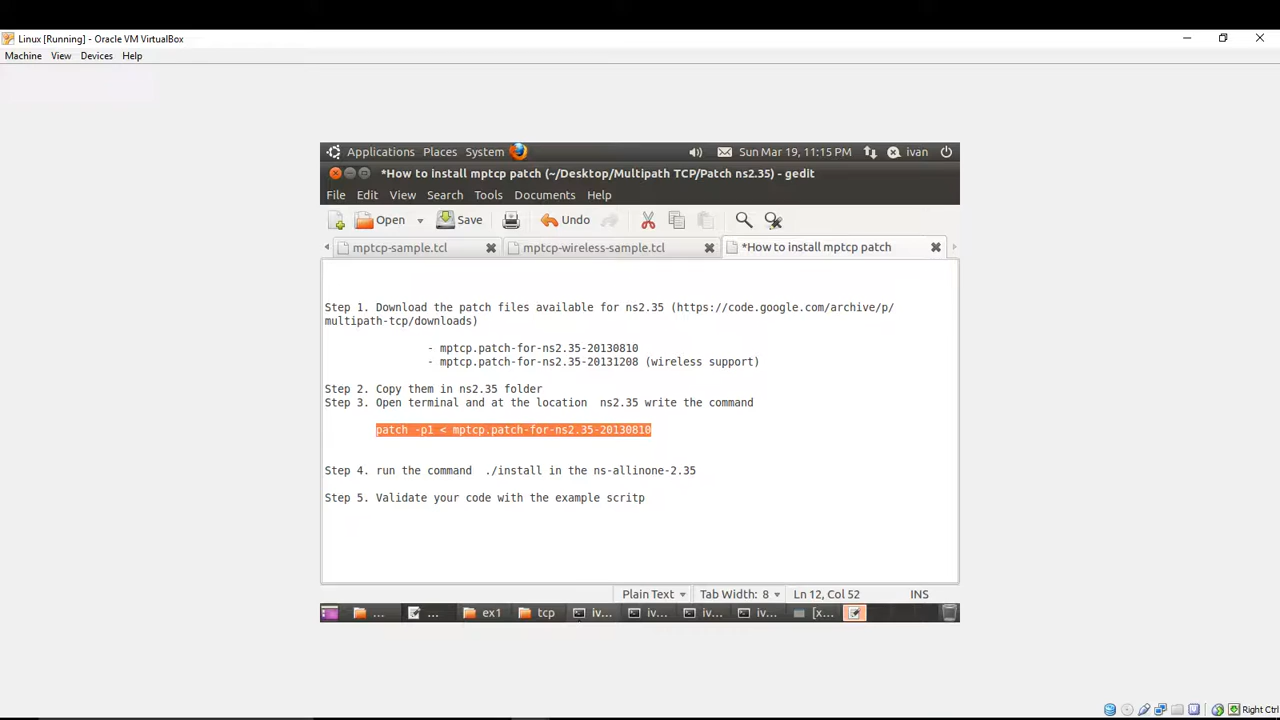 Linux [Running] - Oracle VM VirtualBox
Machine View Devices Help
Applications Places System Sun Mar 19, 11:15 PM ivan
*How to install mptcp patch (~/Desktop/Multipath TCP/Patch ns2.35) - gedit
File Edit View Search Tools Documents Help
Open Save Undo
mptcp-sample.tcl mptcp-wireless-sample.tcl *How to install mptcp patch
Step 1. Download the patch files available for ns2.35 (https://code.google.com/archive/p/
multipath-tcp/downloads)
- mptcp.patch-for-ns2.35-20130810
- mptcp.patch-for-ns2.35-20131208 (wireless support)
Step 2. Copy them in ns2.35 folder
Step 3. Open terminal and at the location ns2.35 write the command
patch -p1 < mptcp.patch-for-ns2.35-20130810
Step 4. run the command ./install in the ns-allinone-2.35
Step 5. Validate your code with the example scritp
Plain Text Tab Width: 8 Ln 12, Col 52 INS
... ... ex1 tcp iv... iv... iv... iv... [x...
Right Ctrl